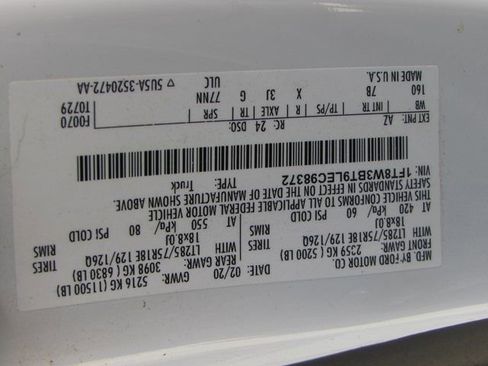 MFD. BY FORD MOTOR CO.
DATE: 02/20 GVWR: 5216 KG (11500 LB)
FRONT GAWR: 2359 KG (5200 LB) REAR GAWR: 3098 KG (6830 LB)
WITH LT285/75R18E 129/126Q TIRES WITH LT285/75R18E 129/126Q TIRES
18x8.0J RIMS 18x8.0J RIMS
AT 420 kPa/ 60 PSI COLD AT 550 kPa/ 80 PSI COLD
THIS VEHICLE CONFORMS TO ALL APPLICABLE FEDERAL MOTOR VEHICLE
SAFETY STANDARDS IN EFFECT ON THE DATE OF MANUFACTURE SHOWN ABOVE.
VIN: 1FT8W3BT9LEC98372 TYPE: Truck
EXT PNT: AZ RC: 24 DSO: F0070
WB INT TR TP/PS R AXLE TR SPR T0729
160 7B X 3J G 77NN
MADE IN U.S.A. ULC ▽ 5U5A-3520472-AA